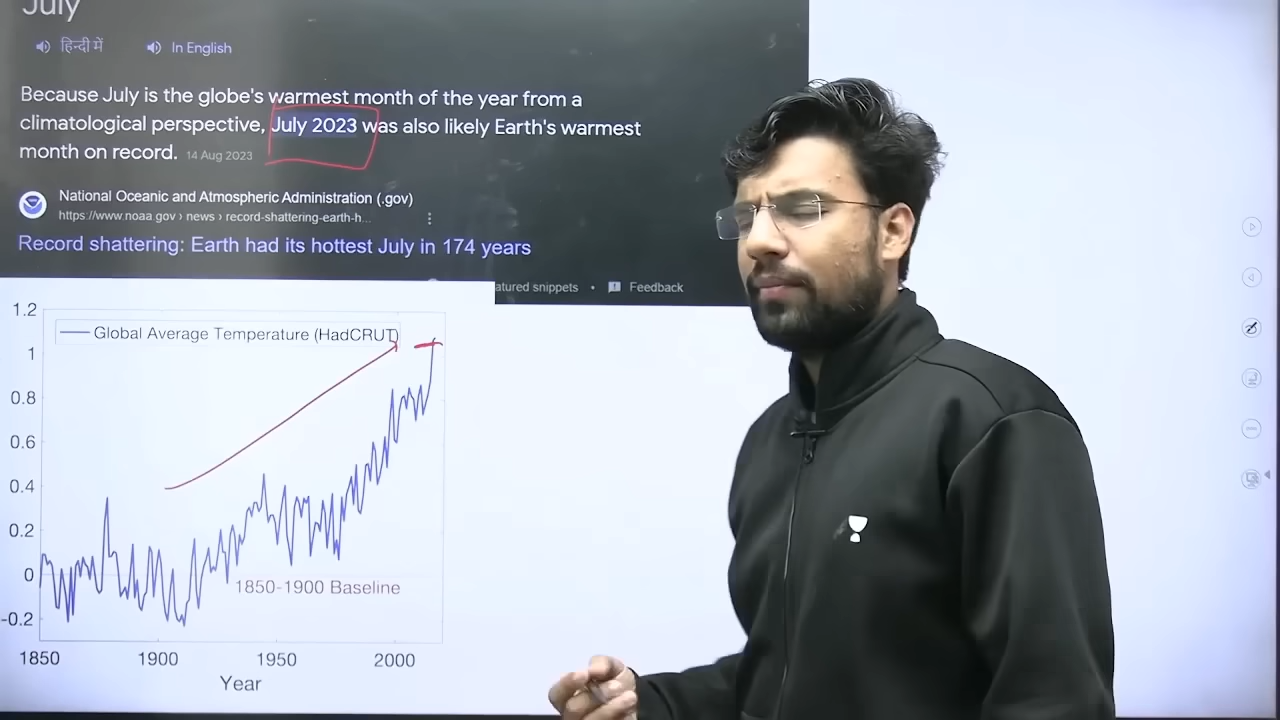 July
हिन्दी में In English
Because July is the globe's warmest month of the year from a
climatological perspective, July 2023 was also likely Earth's warmest
month on record. 14 Aug 2023
National Oceanic and Atmospheric Administration (.gov)
https://www.noaa.gov › news › record-shattering-earth-h...
Record shattering: Earth had its hottest July in 174 years
atured snippets • Feedback
1.2
Global Average Temperature (HadCRUT)
1
0.8
0.6
0.4
0.2
0
1850-1900 Baseline
-0.2
1850 1900 1950 2000
Year